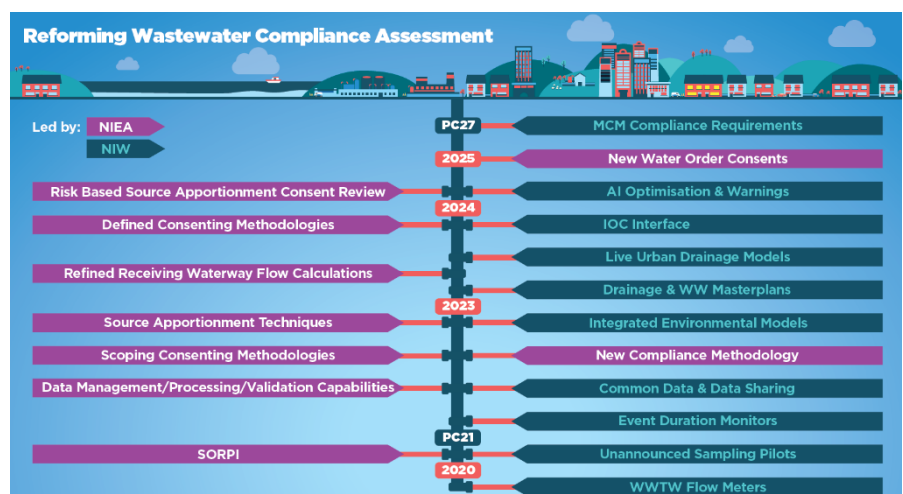 Reforming Wastewater Compliance Assessment
Led by: NIEA
NIW
PC27
MCM Compliance Requirements
2025
New Water Order Consents
Risk Based Source Apportionment Consent Review
AI Optimisation & Warnings
2024
Defined Consenting Methodologies
IOC Interface
Live Urban Drainage Models
Refined Receiving Waterway Flow Calculations
Drainage & WW Masterplans
2023
Source Apportionment Techniques
Integrated Environmental Models
Scoping Consenting Methodologies
New Compliance Methodology
Data Management/Processing/Validation Capabilities
Common Data & Data Sharing
Event Duration Monitors
PC21
SORPI
Unannounced Sampling Pilots
2020
WWTW Flow Meters